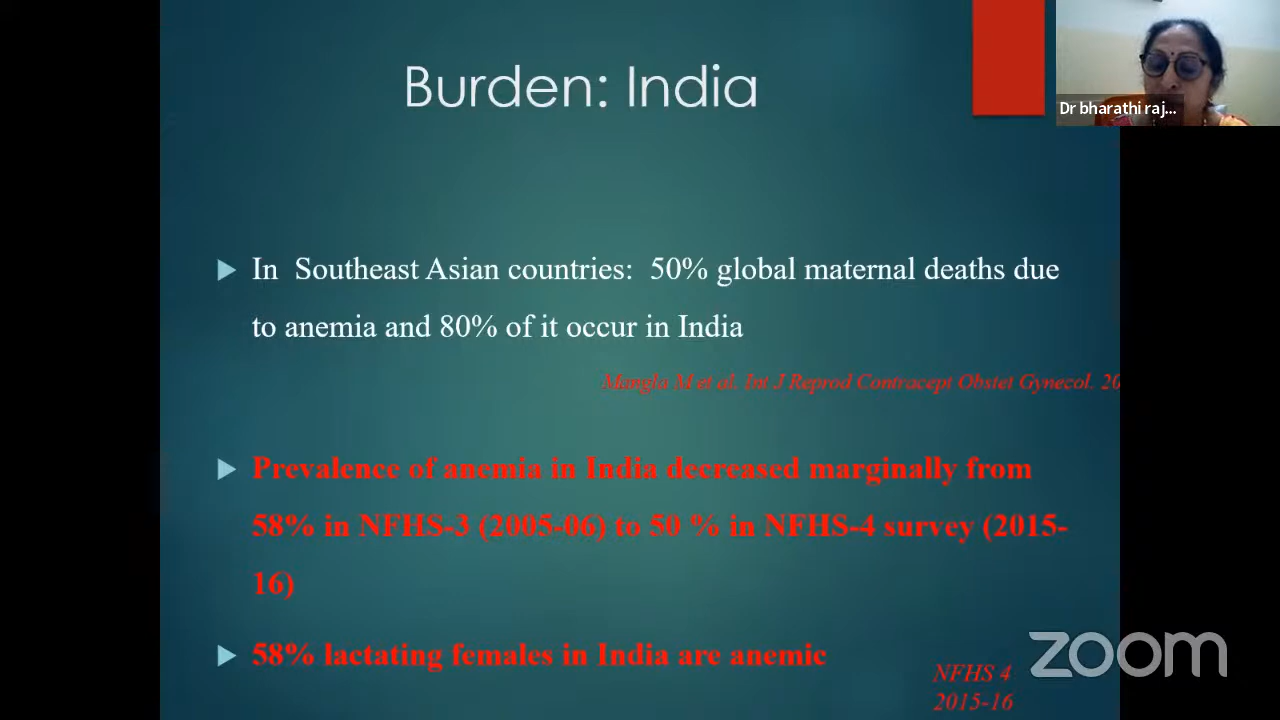 Burden: India
Dr bharathi raj...
In Southeast Asian countries: 50% global maternal deaths due
to anemia and 80% of it occur in India
Mangla M et al. Int J Reprod Contracept Obstet Gynecol. 20
Prevalence of anemia in India decreased marginally from
58% in NFHS-3 (2005-06) to 50 % in NFHS-4 survey (2015-
16)
58% lactating females in India are anemic
NFHS 4
2015-16
zoom